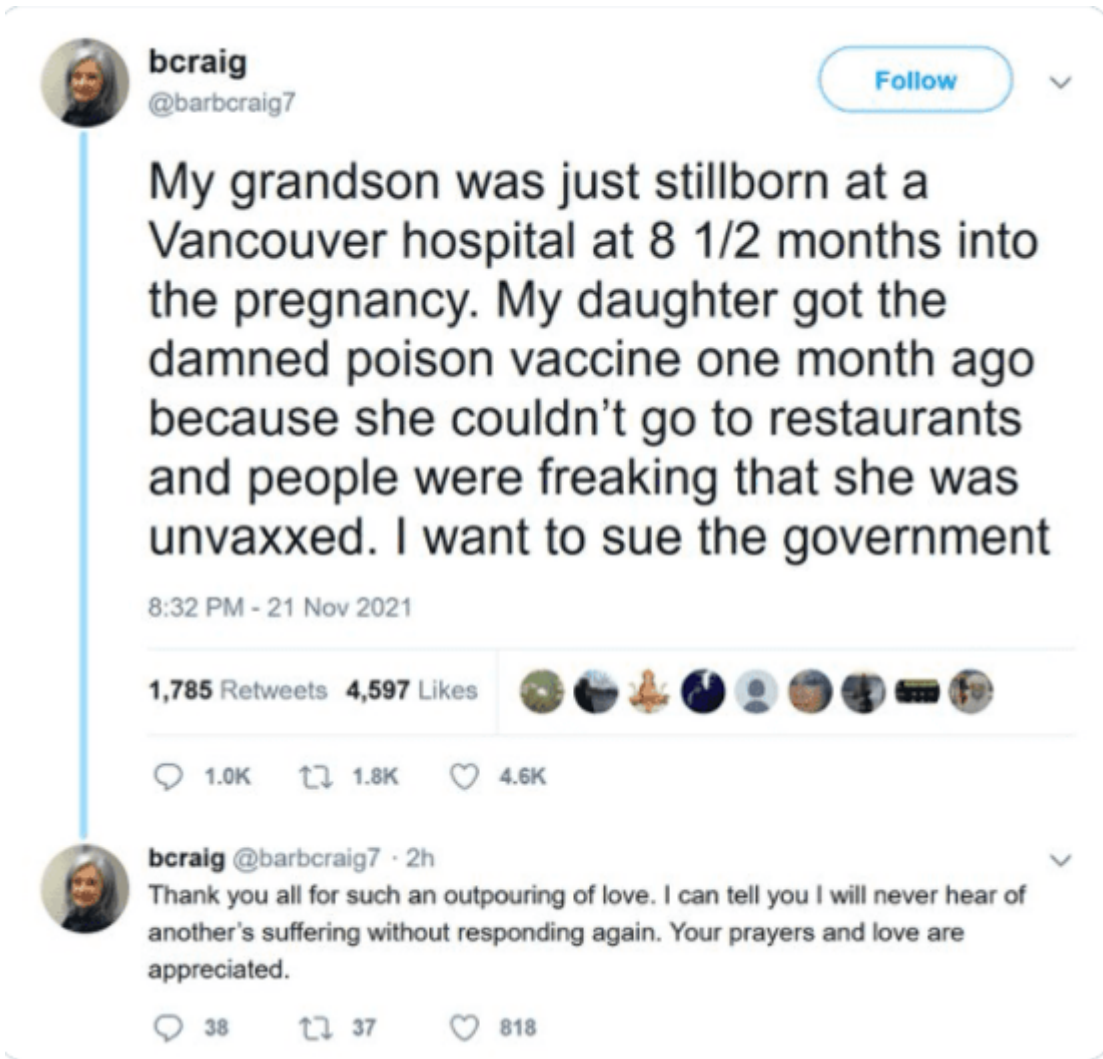 bcraig
@barbcraig7
Follow
My grandson was just stillborn at a
Vancouver hospital at 8 1/2 months into
the pregnancy. My daughter got the
damned poison vaccine one month ago
because she couldn’t go to restaurants
and people were freaking that she was
unvaxxed. I want to sue the government
8:32 PM - 21 Nov 2021
1,785 Retweets 4,597 Likes
1.0K 1.8K 4.6K
bcraig @barbcraig7 · 2h
Thank you all for such an outpouring of love. I can tell you I will never hear of
another’s suffering without responding again. Your prayers and love are
appreciated.
38 37 818